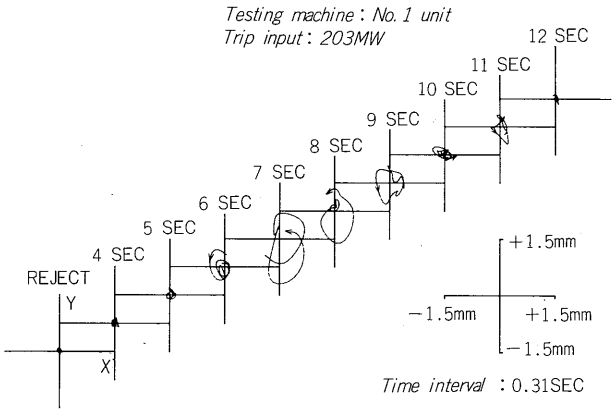 Testing machine : No. 1 unit
Trip input : 203MW
12 SEC
11 SEC
10 SEC
9 SEC
8 SEC
7 SEC
6 SEC
5 SEC
4 SEC
REJECT
Y
X
+1.5mm
−1.5mm
+1.5mm
−1.5mm
Time interval : 0.31SEC